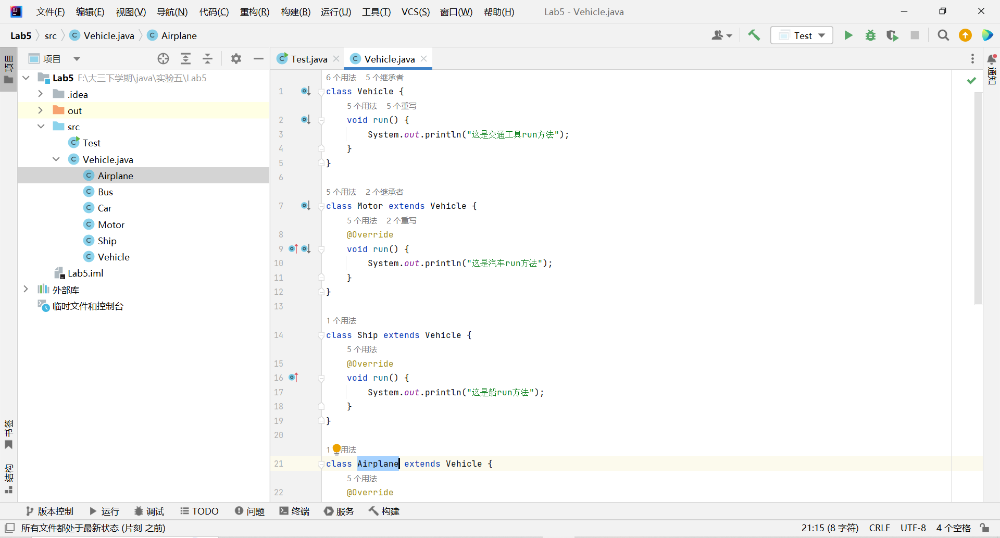 文件(F) 编辑(E) 视图(V) 导航(N) 代码(C) 重构(R) 构建(B) 运行(U) 工具(T) VCS(S) 窗口(W) 帮助(H) Lab5 - Vehicle.java
Lab5 src Vehicle.java Airplane Test
项目
项目
Lab5 F:\大三下学期\java\实验五\Lab5
.idea
out
src
Test
Vehicle.java
Airplane
Bus
Car
Motor
Ship
Vehicle
Lab5.iml
外部库
临时文件和控制台
书签
结构
Test.java Vehicle.java
6 个用法 5 个继承者
1 class Vehicle {
5 个用法 5 个重写
2 void run() {
3 System.out.println("这是交通工具run方法");
4 }
5 }
6
5 个用法 2 个继承者
7 class Motor extends Vehicle {
5 个用法 2 个重写
8 @Override
9 void run() {
10 System.out.println("这是汽车run方法");
11 }
12 }
13
1 个用法
14 class Ship extends Vehicle {
5 个用法
15 @Override
16 void run() {
17 System.out.println("这是船run方法");
18 }
19 }
20
1 用法
21 class Airplane extends Vehicle {
5 个用法
22 @Override
通知
版本控制 运行 调试 TODO 问题 终端 服务 构建
所有文件都处于最新状态 (片刻 之前) 21:15 (8 字符) CRLF UTF-8 4 个空格